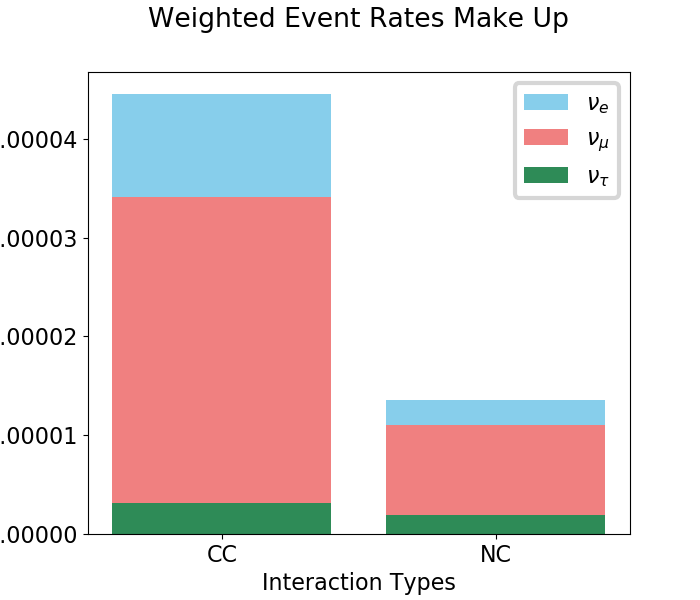 Weighted Event Rates Make Up
.00004
.00003
.00002
.00001
.00000
νe
νμ
ντ
CC NC
Interaction Types